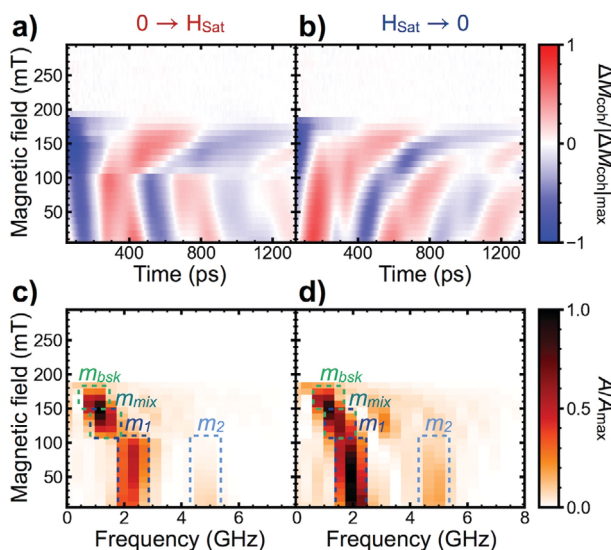 0 → H_Sat
H_Sat → 0
a)
b)
Magnetic field (mT)
250
200
150
100
50
400
800
1200
400
800
1200
Time (ps)
Time (ps)
1
0
−1
ΔM_coh/|ΔM_coh|max
c)
d)
Magnetic field (mT)
250
200
150
100
50
m_bsk
m_mix
m_1
m_2
m_bsk
m_mix
m_1
m_2
0
2
4
6
0
2
4
6
8
Frequency (GHz)
Frequency (GHz)
1.0
0.5
0.0
A/A_max